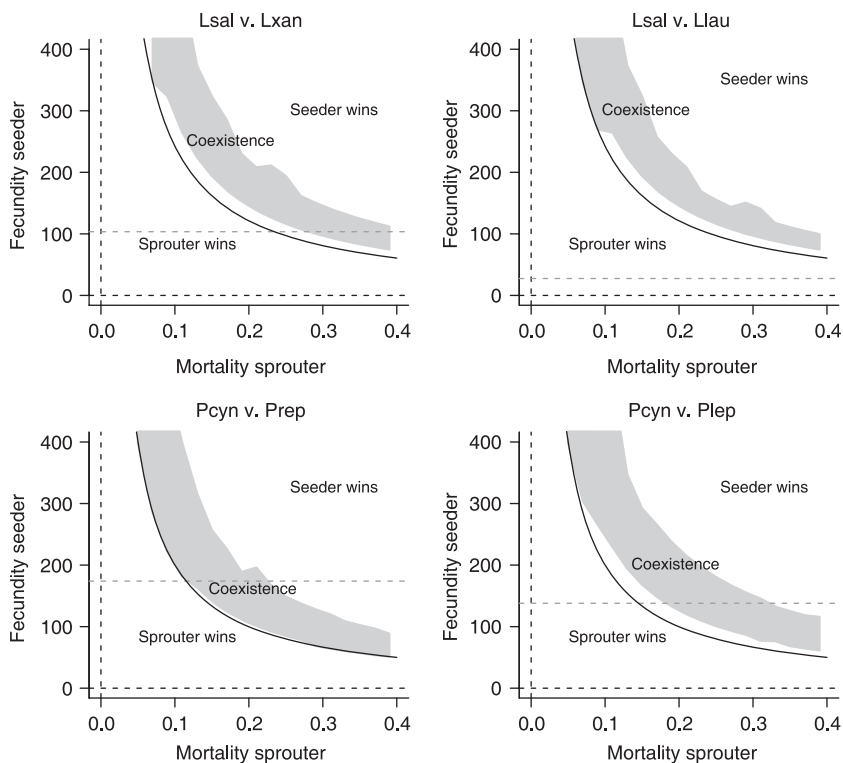 Lsal v. Lxan
Fecundity seeder
400
300
200
100
0
Seeder wins
Coexistence
Sprouter wins
0.0 0.1 0.2 0.3 0.4
Mortality sprouter
Lsal v. Llau
Fecundity seeder
400
300
200
100
0
Seeder wins
Coexistence
Sprouter wins
0.0 0.1 0.2 0.3 0.4
Mortality sprouter
Pcyn v. Prep
Fecundity seeder
400
300
200
100
0
Seeder wins
Coexistence
Sprouter wins
0.0 0.1 0.2 0.3 0.4
Mortality sprouter
Pcyn v. Plep
Fecundity seeder
400
300
200
100
0
Seeder wins
Coexistence
Sprouter wins
0.0 0.1 0.2 0.3 0.4
Mortality sprouter